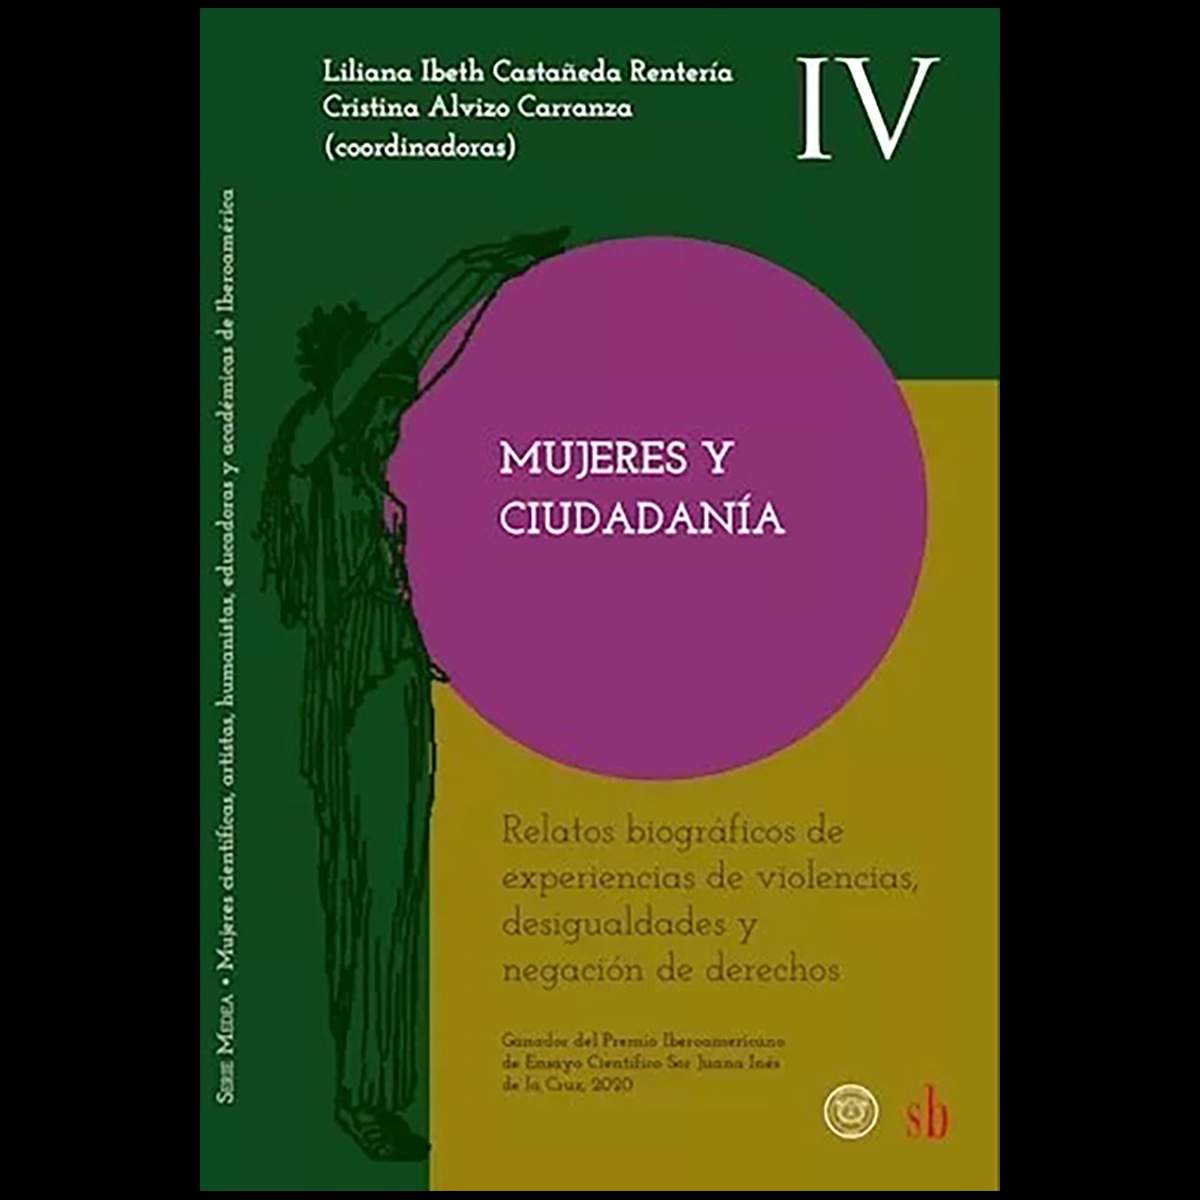 Liliana Ibeth Castañeda Rentería
Cristina Alvizo Carranza
(coordinadoras)
IV
Serie Medea • Mujeres científicas, artistas, humanistas, educadoras y académicas de Iberoamérica
MUJERES Y
CIUDADANÍA
Relatos biográficos de
experiencias de violencias,
desigualdades y
negación de derechos
Ganador del Premio Iberoamericano
de Ensayo Científico Sor Juana Inés
de la Cruz, 2020
sb